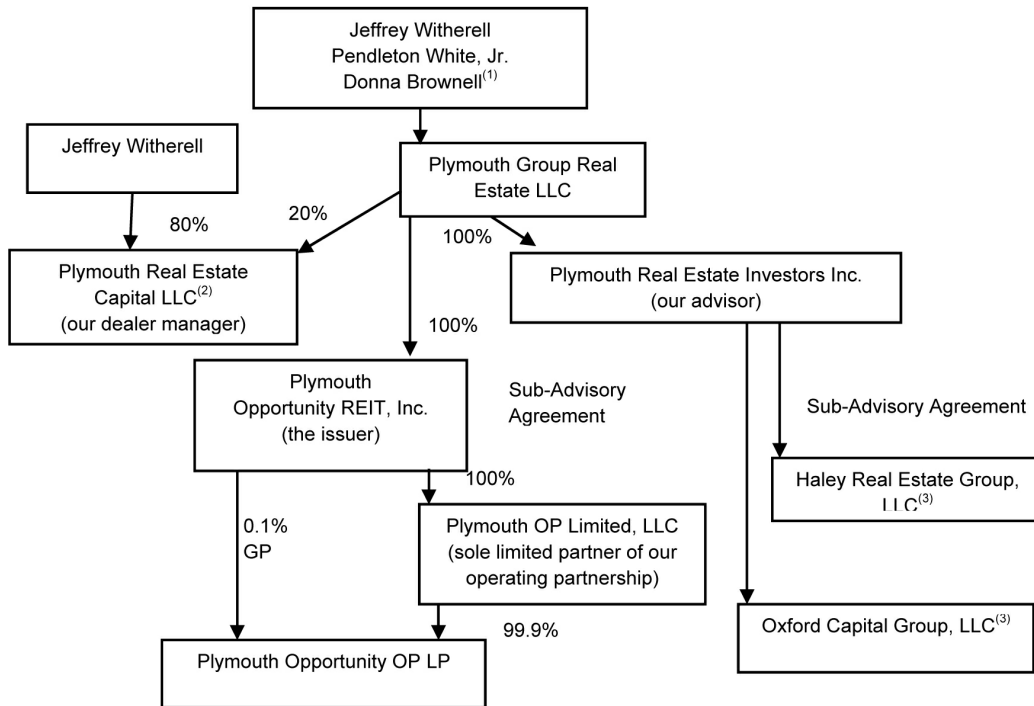 Jeffrey Witherell
Pendleton White, Jr.
Donna Brownell(1)
Jeffrey Witherell
Plymouth Group Real
Estate LLC
80%
20%
100%
Plymouth Real Estate
Capital LLC(2)
(our dealer manager)
Plymouth Real Estate Investors Inc.
(our advisor)
100%
Plymouth
Opportunity REIT, Inc.
(the issuer)
Sub-Advisory
Agreement
Sub-Advisory Agreement
100%
Haley Real Estate Group,
LLC(3)
0.1%
GP
Plymouth OP Limited, LLC
(sole limited partner of our
operating partnership)
99.9%
Oxford Capital Group, LLC(3)
Plymouth Opportunity OP LP